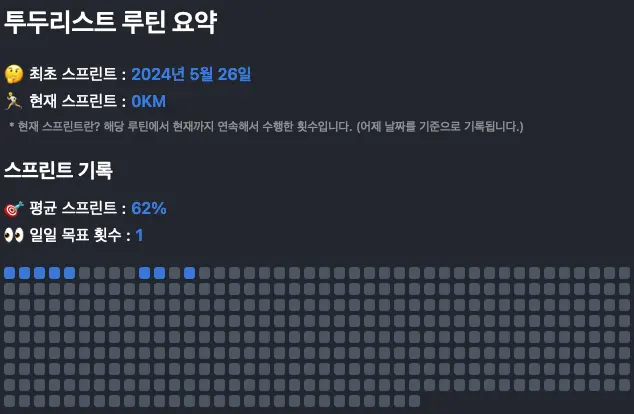 투두리스트 루틴 요약
🤔 최초 스프린트 : 2024년 5월 26일
🏃 현재 스프린트 : 0KM
* 현재 스프린트란? 해당 루틴에서 현재까지 연속해서 수행한 횟수입니다. (어제 날짜를 기준으로 기록됩니다.)
스프린트 기록
🎯 평균 스프린트 : 62%
👀 일일 목표 횟수 : 1